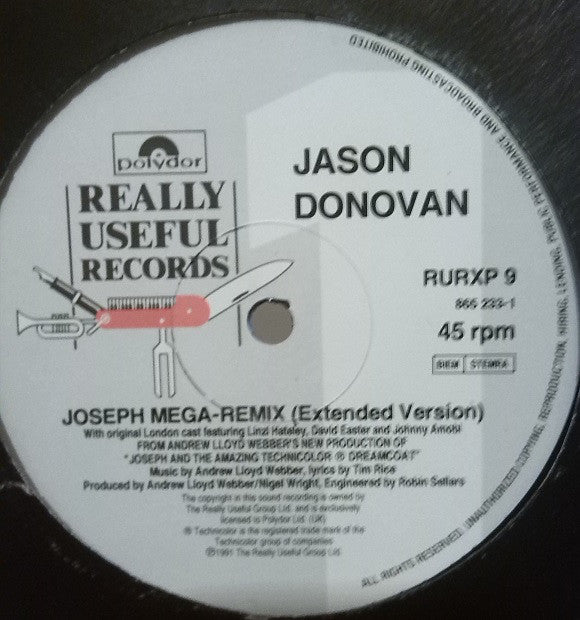 polydor
REALLY
USEFUL
RECORDS
JASON
DONOVAN
RURXP 9
865 233-1
45 rpm
BIEM STEMRA
JOSEPH MEGA-REMIX (Extended Version)
With original London cast featuring Linzi Hateley, David Easter and Johnny Amobi
FROM ANDREW LLOYD WEBBER'S NEW PRODUCTION OF
"JOSEPH AND THE AMAZING TECHNICOLOR ® DREAMCOAT"
Music by Andrew Lloyd Webber, lyrics by Tim Rice
Produced by Andrew Lloyd Webber/Nigel Wright, Engineered by Robin Sellars
The copyright in this sound recording is owned by
The Really Useful Group Ltd. and is exclusively
licensed to Polydor Ltd. (UK)
® Technicolor is the registered trade mark of the
Technicolor group of companies
℗1991 The Really Useful Group Ltd.
ALL RIGHTS RESERVED. UNAUTHORIZED COPYING, REPRODUCTION, HIRING, LENDING, PUBLIC PERFORMANCE AND BROADCASTING PROHIBITED